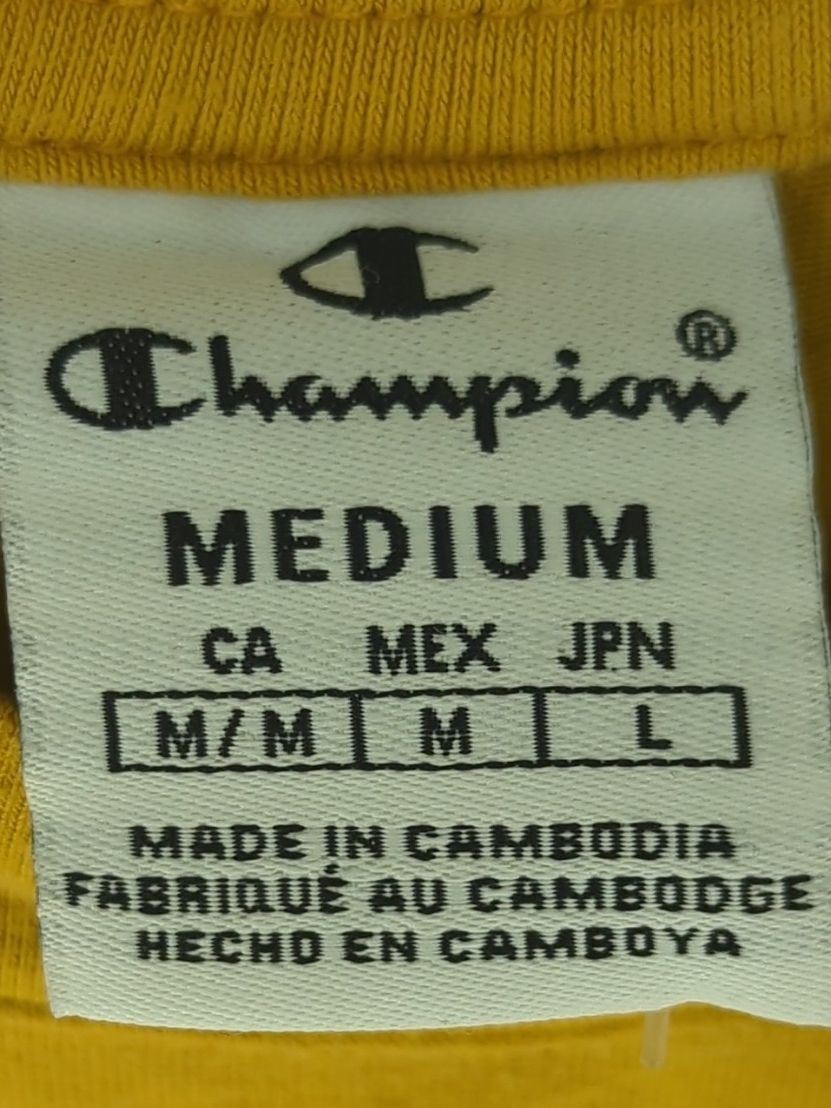 Champion®
MEDIUM
CA MEX JPN
M/M M L
MADE IN CAMBODIA
FABRIQUÉ AU CAMBODGE
HECHO EN CAMBOYA